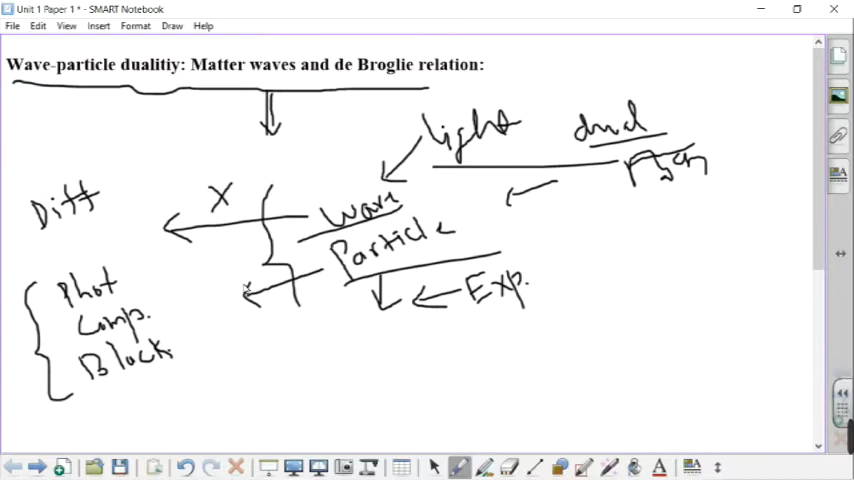 Unit 1 Paper 1 * - SMART Notebook
File Edit View Insert Format Draw Help
Wave-particle dualitiy: Matter waves and de Broglie relation:
light dual
Diff X Wave
Particle
Phot Exp.
Comp.
Black